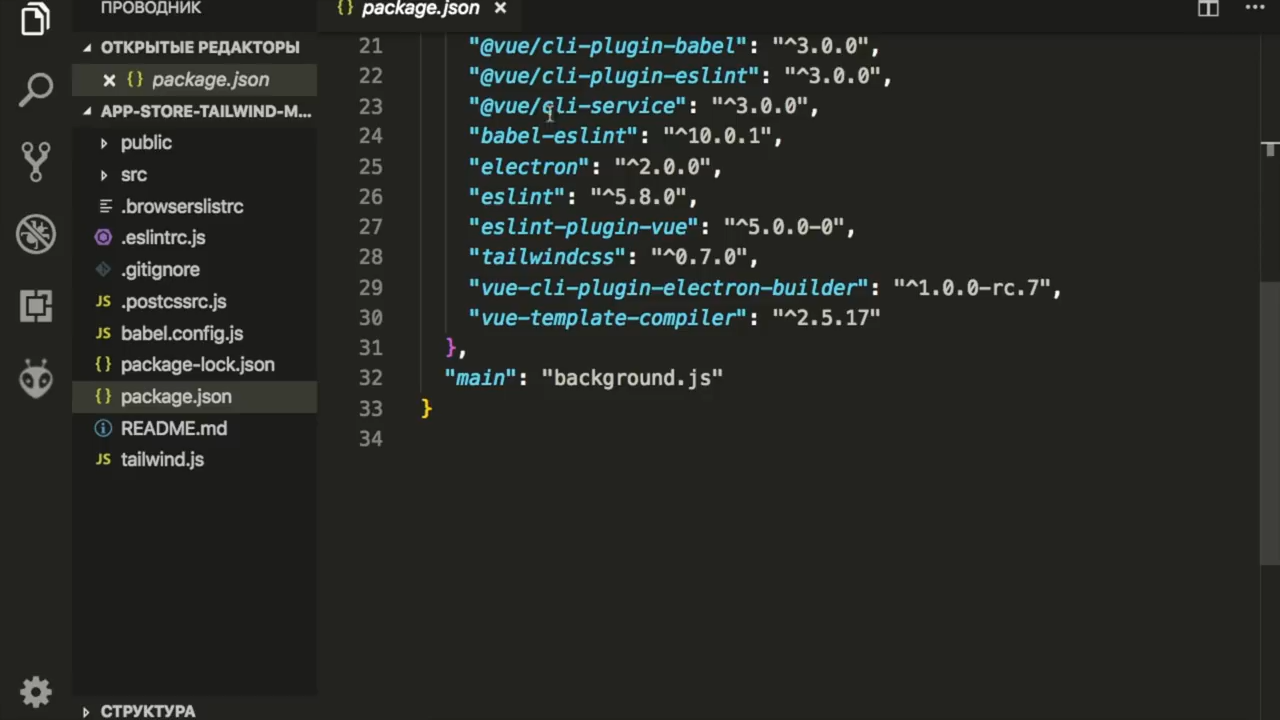 ПРОВОДНИК
ОТКРЫТЫЕ РЕДАКТОРЫ
{} package.json
APP-STORE-TAILWIND-M...
public
src
.browserslistrc
.eslintrc.js
.gitignore
JS .postcssrc.js
JS babel.config.js
{} package-lock.json
{} package.json
README.md
JS tailwind.js
СТРУКТУРА
{} package.json ×
21 "@vue/cli-plugin-babel": "^3.0.0",
22 "@vue/cli-plugin-eslint": "^3.0.0",
23 "@vue/cli-service": "^3.0.0",
24 "babel-eslint": "^10.0.1",
25 "electron": "^2.0.0",
26 "eslint": "^5.8.0",
27 "eslint-plugin-vue": "^5.0.0-0",
28 "tailwindcss": "^0.7.0",
29 "vue-cli-plugin-electron-builder": "^1.0.0-rc.7",
30 "vue-template-compiler": "^2.5.17"
31 },
32 "main": "background.js"
33 }
34